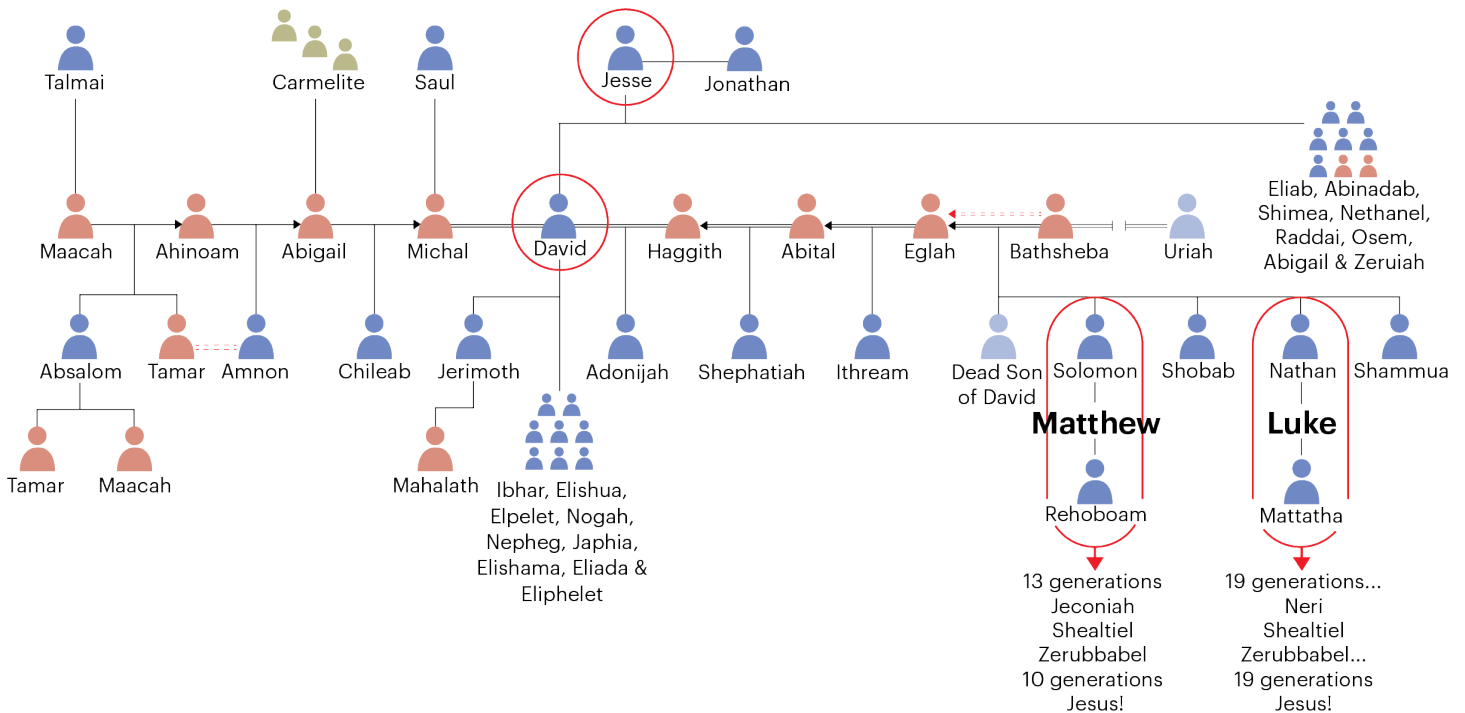 Talmai
Carmelite
Saul
Jesse
Jonathan
Eliab, Abinadab,
Shimea, Nethanel,
Raddai, Osem,
Abigail & Zeruiah
Maacah
Ahinoam
Abigail
Michal
David
Haggith
Abital
Eglah
Bathsheba
Uriah
Absalom
Tamar
Amnon
Chileab
Jerimoth
Adonijah
Shephatiah
Ithream
Dead Son
of David
Solomon
Shobab
Nathan
Shammua
Matthew
Luke
Tamar
Maacah
Mahalath
Ibhar, Elishua,
Elpelet, Nogah,
Nepheg, Japhia,
Elishama, Eliada &
Eliphelet
Rehoboam
Mattatha
13 generations
Jeconiah
Shealtiel
Zerubbabel
10 generations
Jesus!
19 generations...
Neri
Shealtiel
Zerubbabel...
19 generations
Jesus!